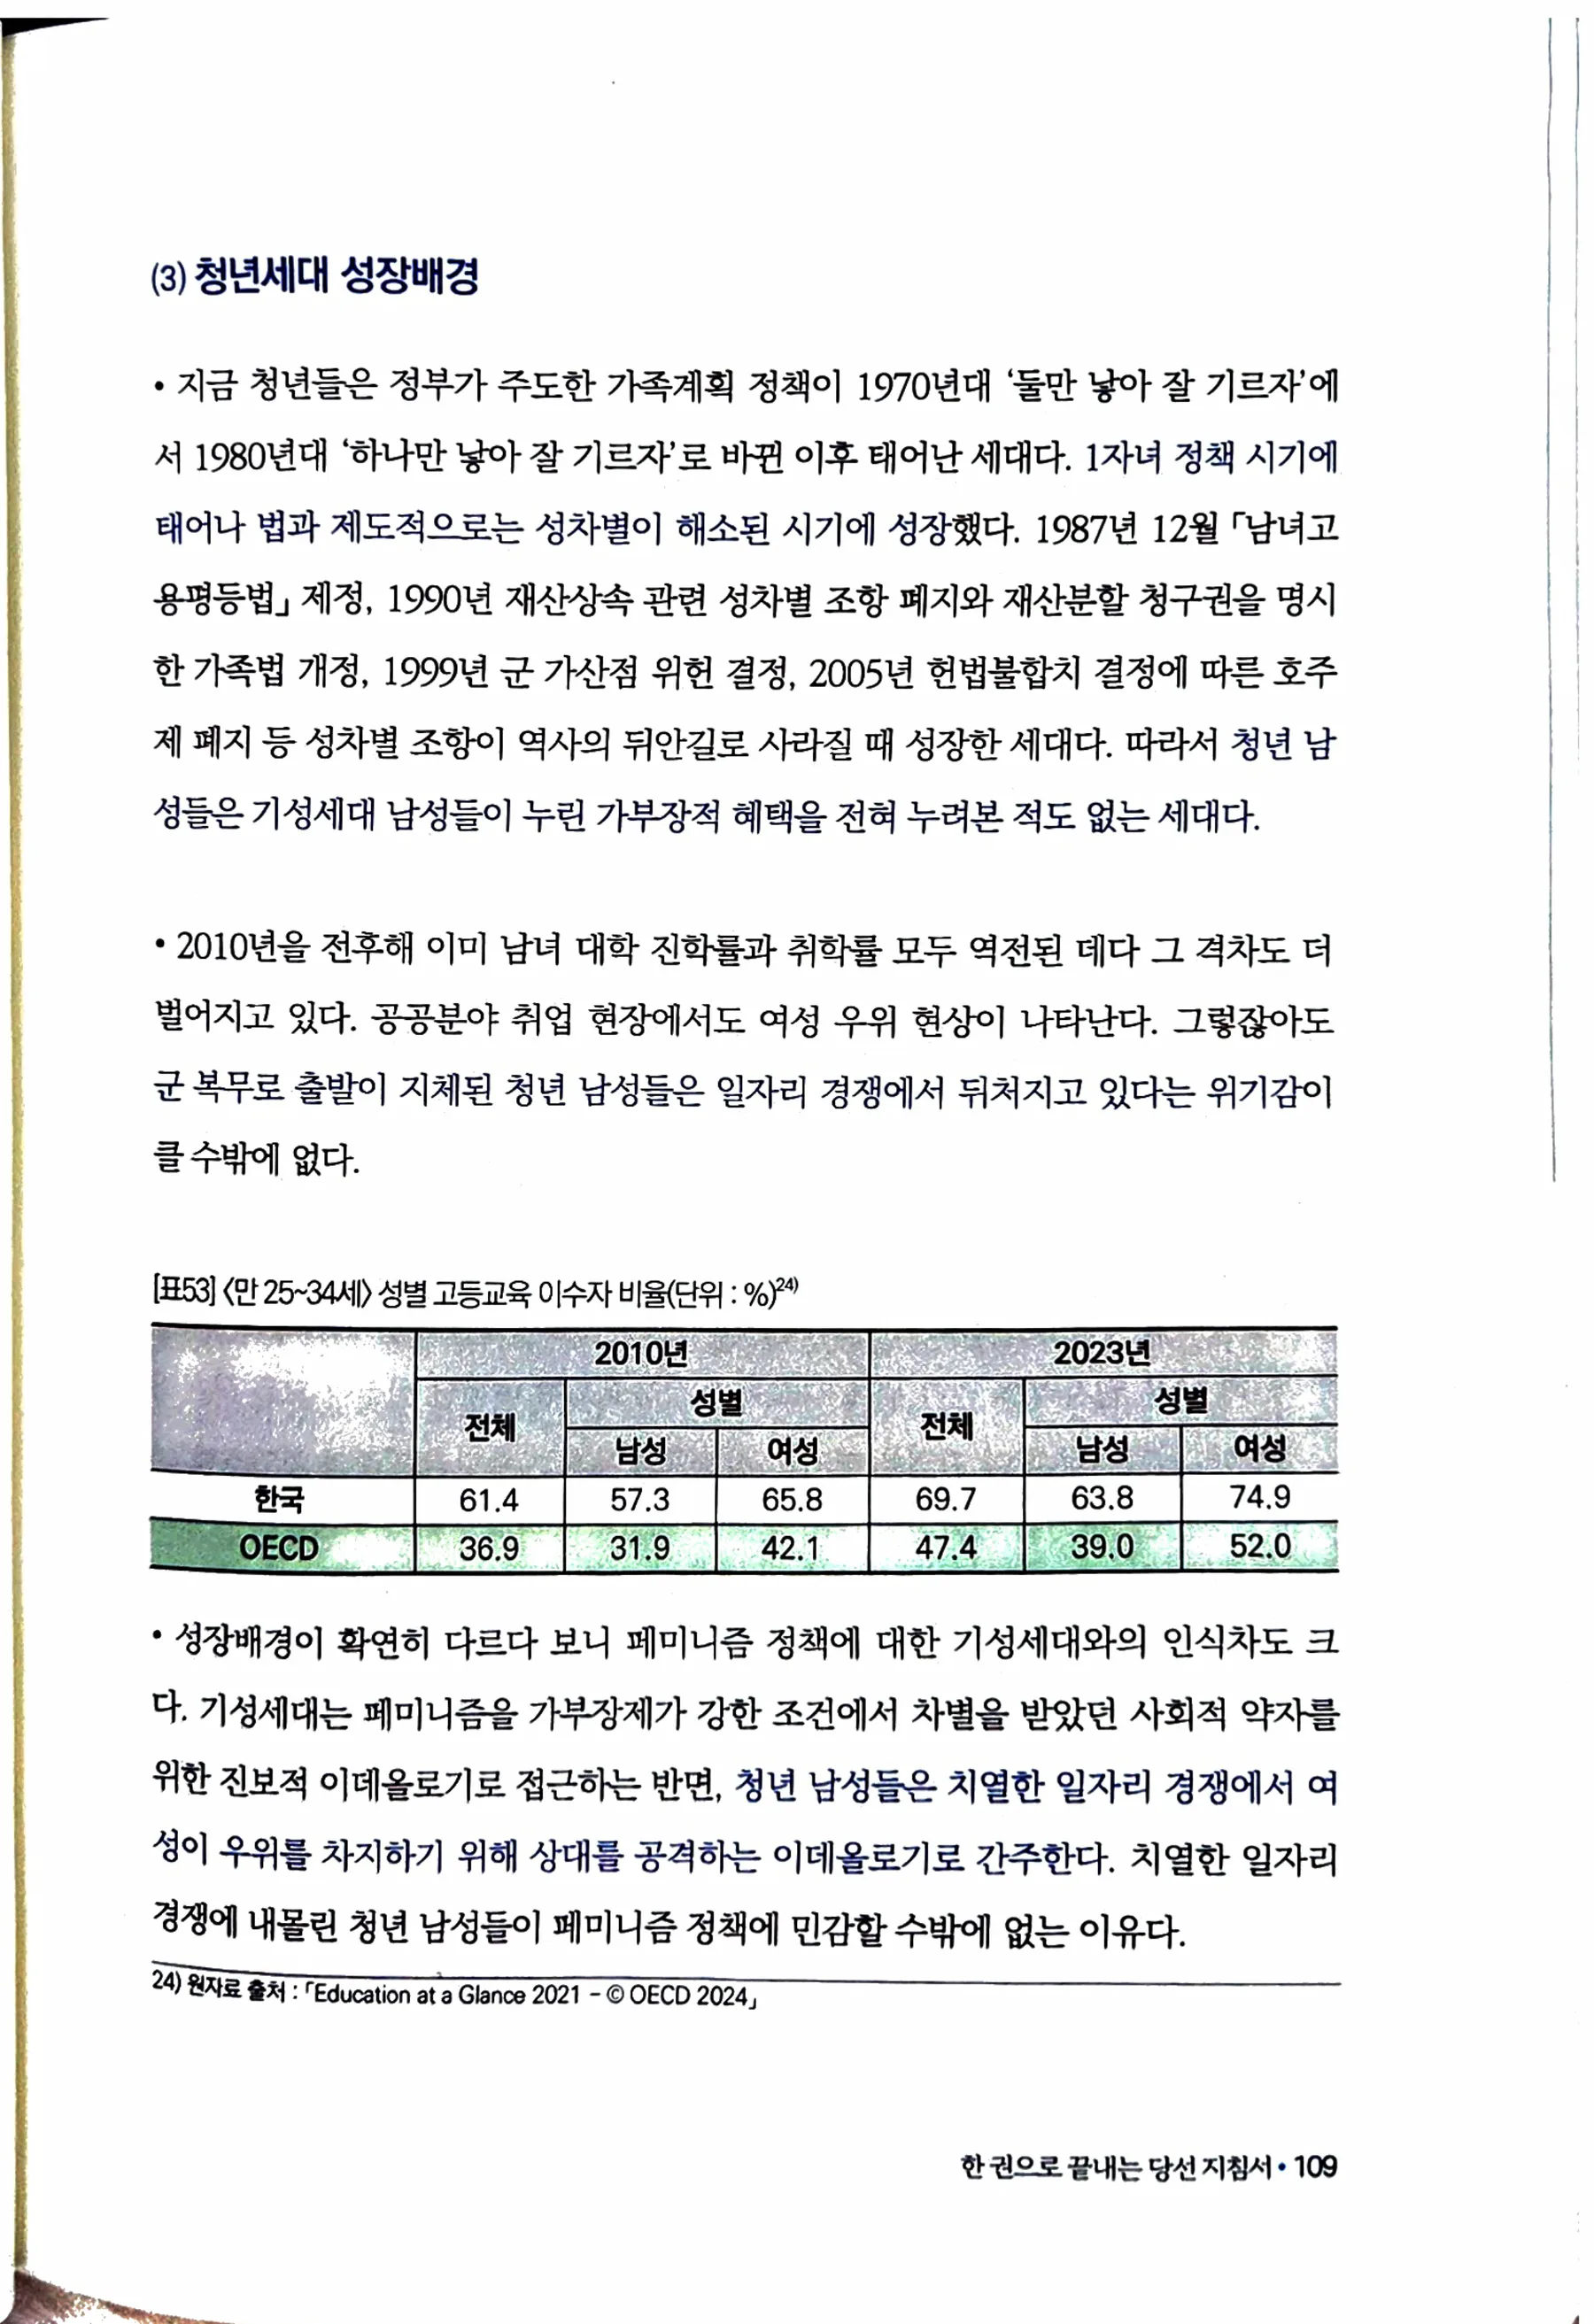 (3) 청년세대 성장배경
• 지금 청년들은 정부가 주도한 가족계획 정책이 1970년대 ‘둘만 낳아 잘 기르자’에
서 1980년대 ‘하나만 낳아 잘 기르자’로 바뀐 이후 태어난 세대다. 1자녀 정책 시기에
태어나 법과 제도적으로는 성차별이 해소된 시기에 성장했다. 1987년 12월 「남녀고
용평등법」 제정, 1990년 재산상속 관련 성차별 조항 폐지와 재산분할 청구권을 명시
한 가족법 개정, 1999년 군 가산점 위헌 결정, 2005년 헌법불합치 결정에 따른 호주
제 폐지 등 성차별 조항이 역사의 뒤안길로 사라질 때 성장한 세대다. 따라서 청년 남
성들은 기성세대 남성들이 누린 가부장적 혜택을 전혀 누려본 적도 없는 세대다.
• 2010년을 전후해 이미 남녀 대학 진학률과 취학률 모두 역전된 데다 그 격차도 더
벌어지고 있다. 공공분야 취업 현장에서도 여성 우위 현상이 나타난다. 그렇잖아도
군 복무로 출발이 지체된 청년 남성들은 일자리 경쟁에서 뒤처지고 있다는 위기감이
클 수밖에 없다.
[표53] 〈만 25~34세〉 성별 고등교육 이수자 비율(단위 : %)24)
2010년 2023년
전체 성별 전체 성별
남성 여성 남성 여성
한국 61.4 57.3 65.8 69.7 63.8 74.9
OECD 36.9 31.9 42.1 47.4 39.0 52.0
• 성장배경이 확연히 다르다 보니 페미니즘 정책에 대한 기성세대와의 인식차도 크
다. 기성세대는 페미니즘을 가부장제가 강한 조건에서 차별을 받았던 사회적 약자를
위한 진보적 이데올로기로 접근하는 반면, 청년 남성들은 치열한 일자리 경쟁에서 여
성이 우위를 차지하기 위해 상대를 공격하는 이데올로기로 간주한다. 치열한 일자리
경쟁에 내몰린 청년 남성들이 페미니즘 정책에 민감할 수밖에 없는 이유다.
24) 원자료 출처 : 「Education at a Glance 2021 - © OECD 2024」
한 권으로 끝내는 당선 지침서 • 109